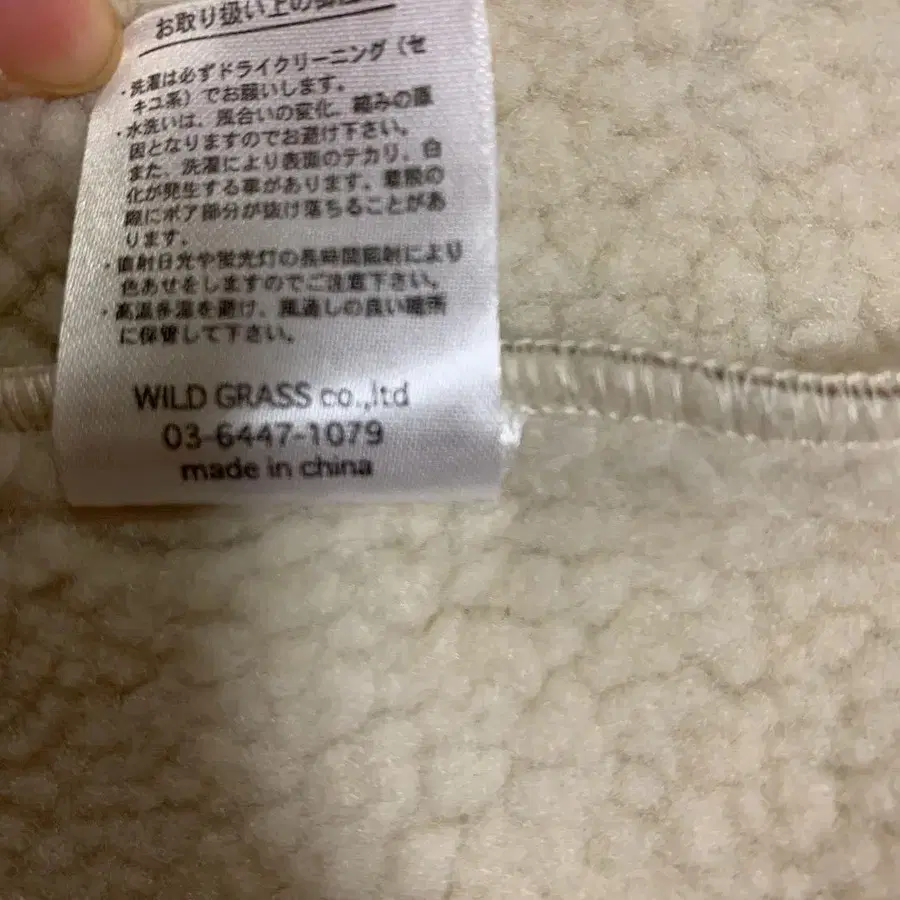 お取り扱い上の
・洗濯は必ずドライクリーニング（セ
キユ系）でお願いします。
・水洗いは、風合いの変化、縮みの原
因となりますのでお避け下さい。
また、洗濯により表面のテカリ、白
化が発生する事があります。着脱の
際にボア部分が抜け落ちることがあ
ります。
・直射日光や蛍光灯の長時間照射により
色あせをしますのでご注意下さい。
・高温多湿を避け、風通しの良い暗所
に保管して下さい。
WILD GRASS co.,ltd
03-6447-1079
made in china